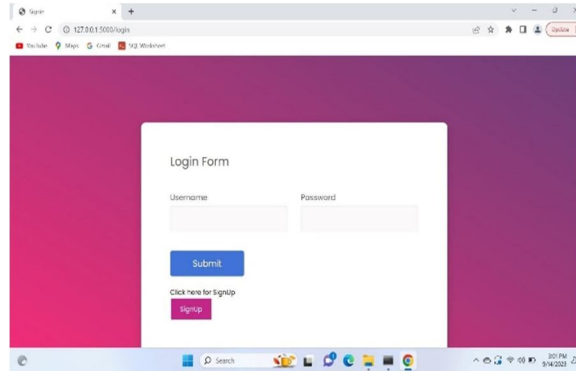 Signin
127.0.0.1:5000/login
Update
YouTube Maps Gmail SQL Worksheet
Login Form
Username Password
Submit
Click here for SignUp
SignUp
Search
3:01 PM
5/14/2023